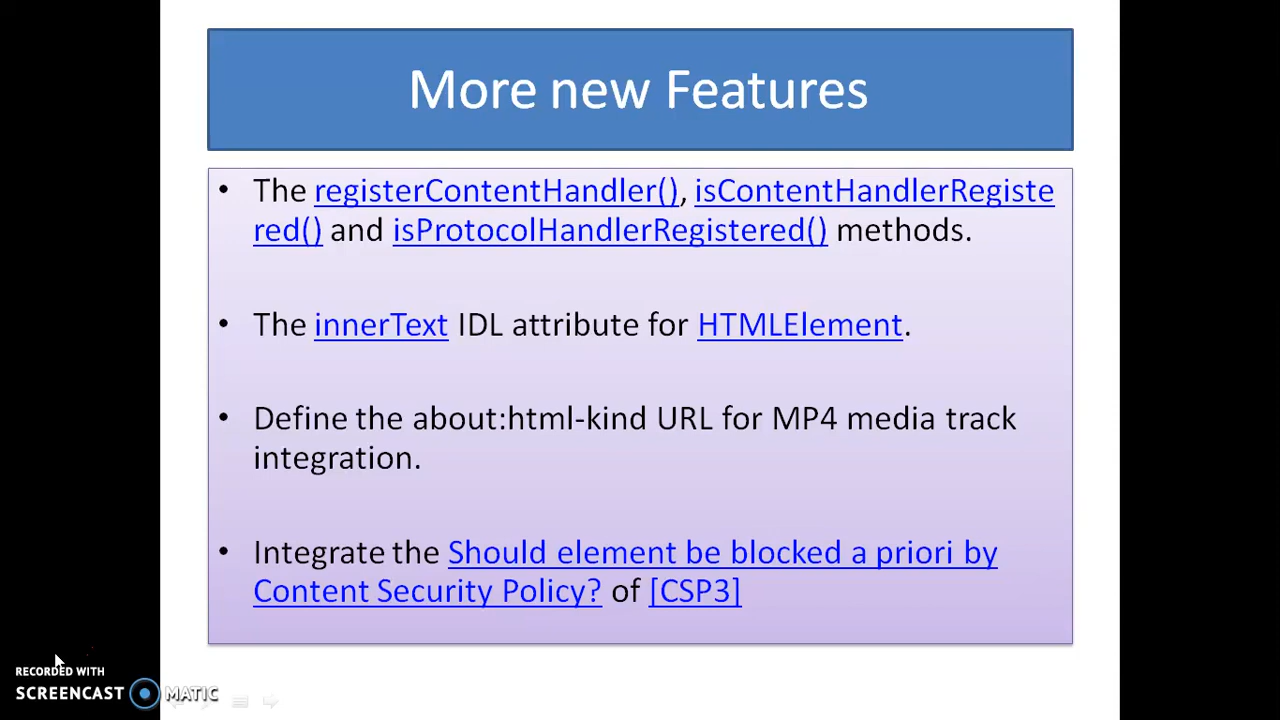 More new Features
• The registerContentHandler(), isContentHandlerRegiste
red() and isProtocolHandlerRegistered() methods.
• The innerText IDL attribute for HTMLElement.
• Define the about:html-kind URL for MP4 media track
integration.
• Integrate the Should element be blocked a priori by
Content Security Policy? of [CSP3]
RECORDED WITH
SCREENCAST MATIC